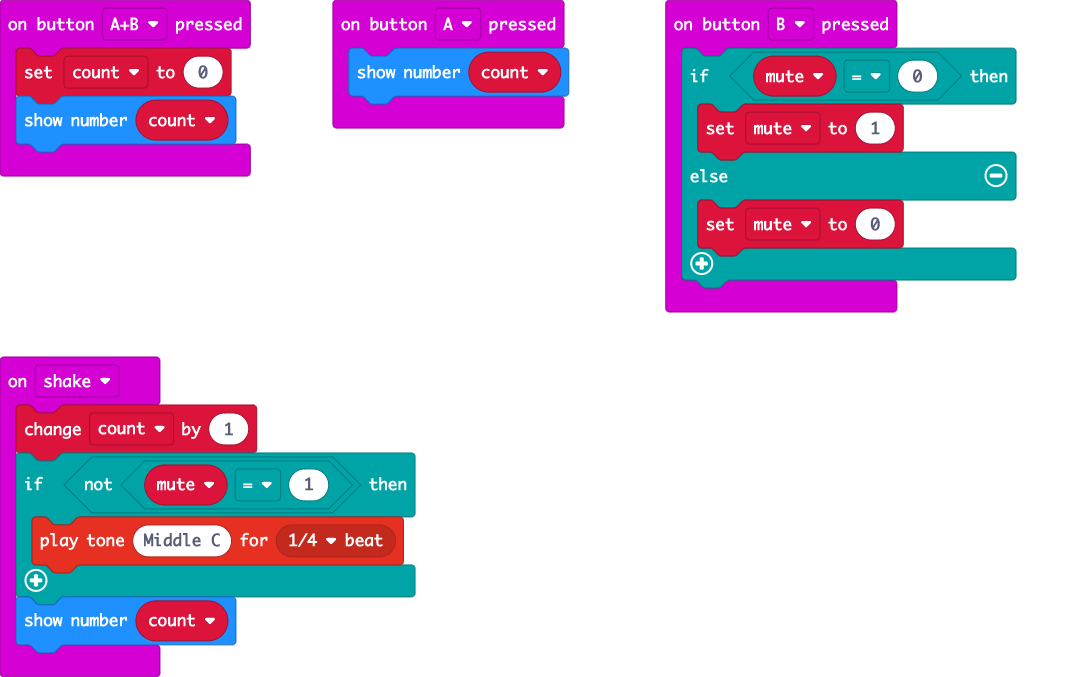 on button A+B pressed
set count to 0
show number count
on button A pressed
show number count
on button B pressed
if mute = 0 then
set mute to 1
else
set mute to 0
on shake
change count by 1
if not mute = 1 then
play tone Middle C for 1/4 beat
show number count